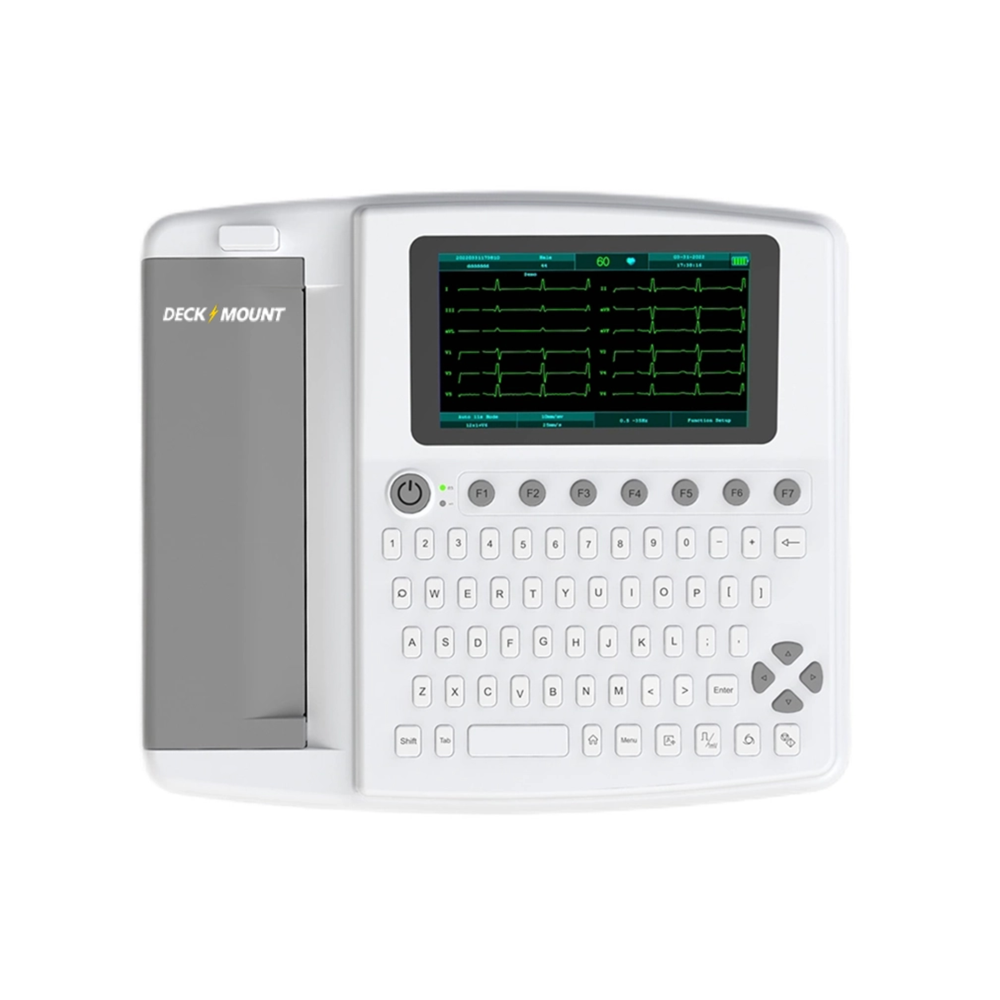 DECK MOUNT
Male
44
60
03-31-2022
17:38:16
Demo
I II
III aVR
aVL aVF
V1 V2
V3 V4
V5 V6
Auto 11s Mode 10mm/mv
12x1+V6 25mm/s
0.5 -35Hz Function Setup
F1 F2 F3 F4 F5 F6 F7
1 2 3 4 5 6 7 8 9 0 - +
Q W E R T Y U I O P [ ]
A S D F G H J K L ; '
Z X C V B N M < > Enter
Shift Tab Menu A mV